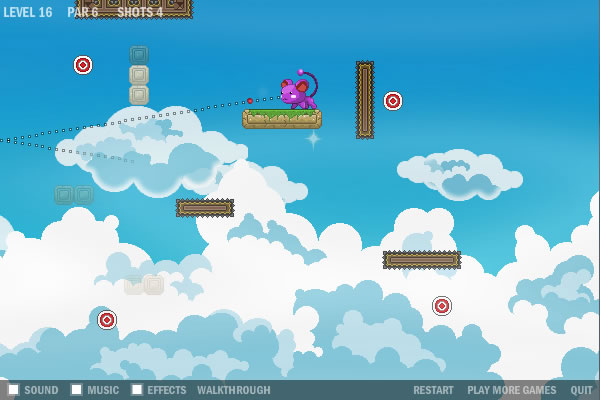 LEVEL 16 PAR 6 SHOTS 4
SOUND MUSIC EFFECTS WALKTHROUGH RESTART PLAY MORE GAMES QUIT